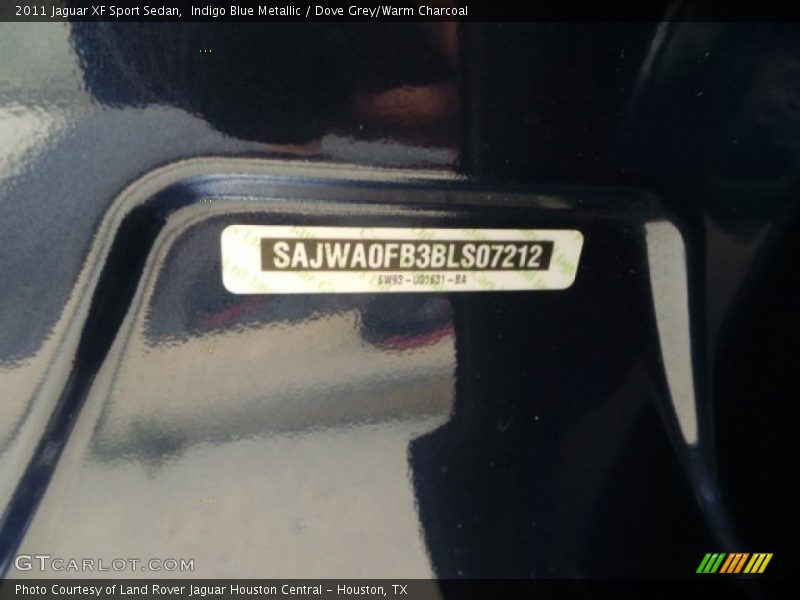 2011 Jaguar XF Sport Sedan,  Indigo Blue Metallic / Dove Grey/Warm Charcoal
SAJWA0FB3BLS07212
GTCARLOT.COM
Photo Courtesy of Land Rover Jaguar Houston Central – Houston, TX